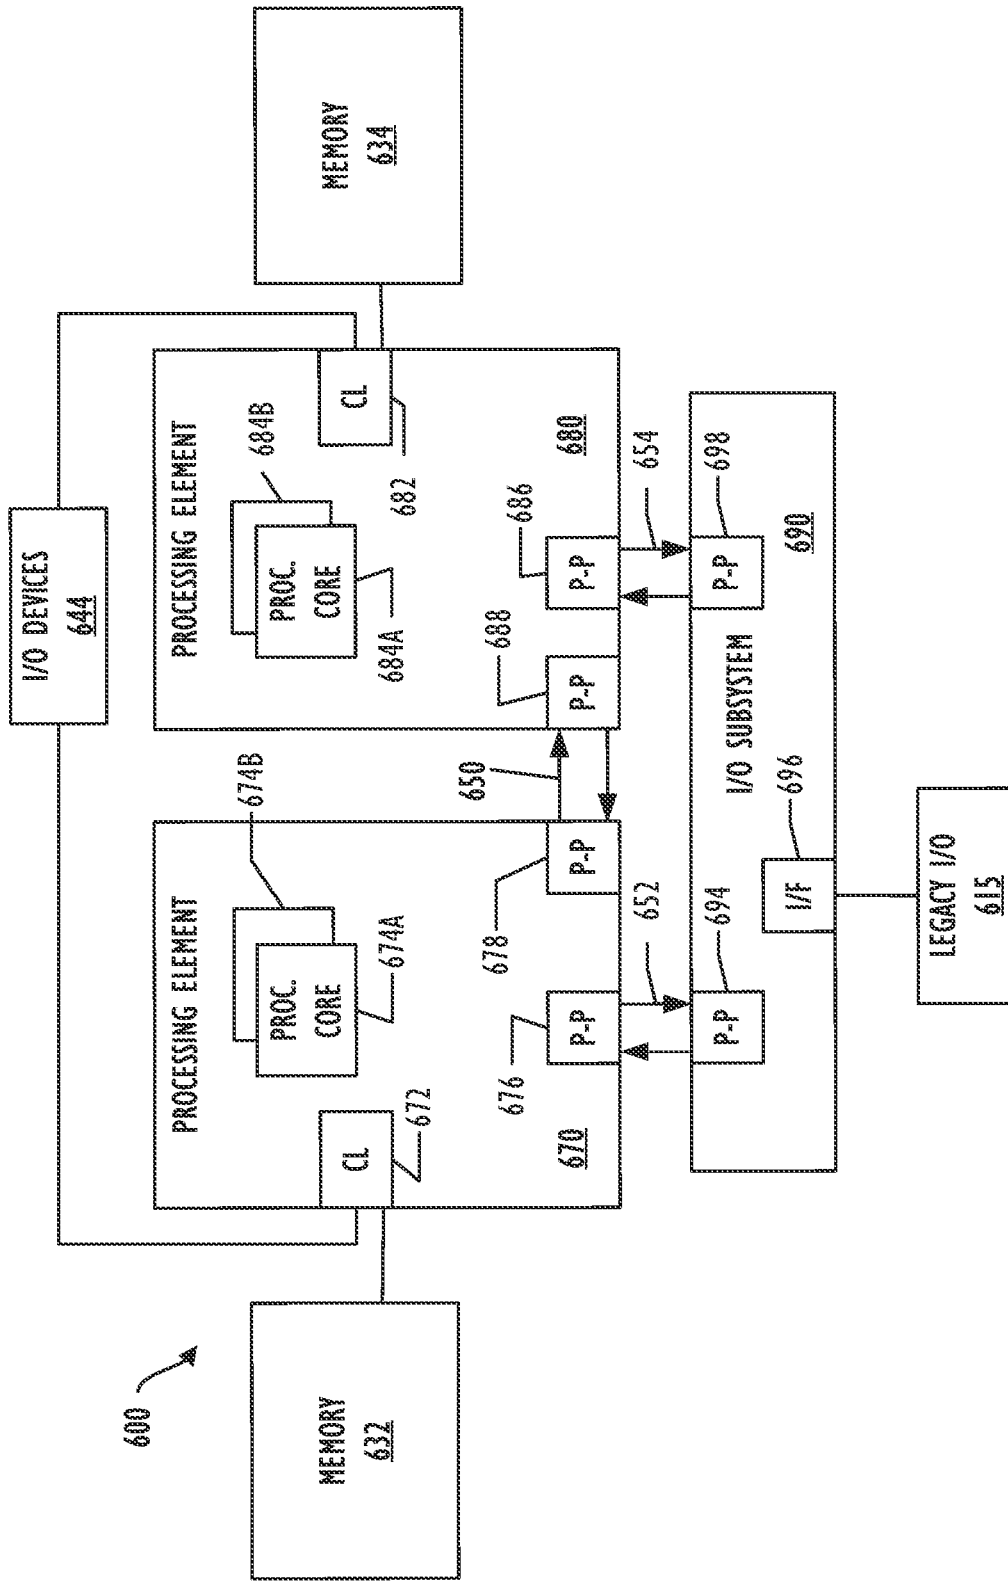 600
I/O DEVICES
644
MEMORY
632
PROCESSING ELEMENT
674B
PROC.
CORE
674A
CL
672
676
P-P
678
P-P
670
650
PROCESSING ELEMENT
684B
PROC.
CORE
684A
CL
682
688
P-P
686
P-P
680
MEMORY
634
652
654
P-P
694
P-P
698
I/O SUBSYSTEM
690
I/F
696
LEGACY I/O
615